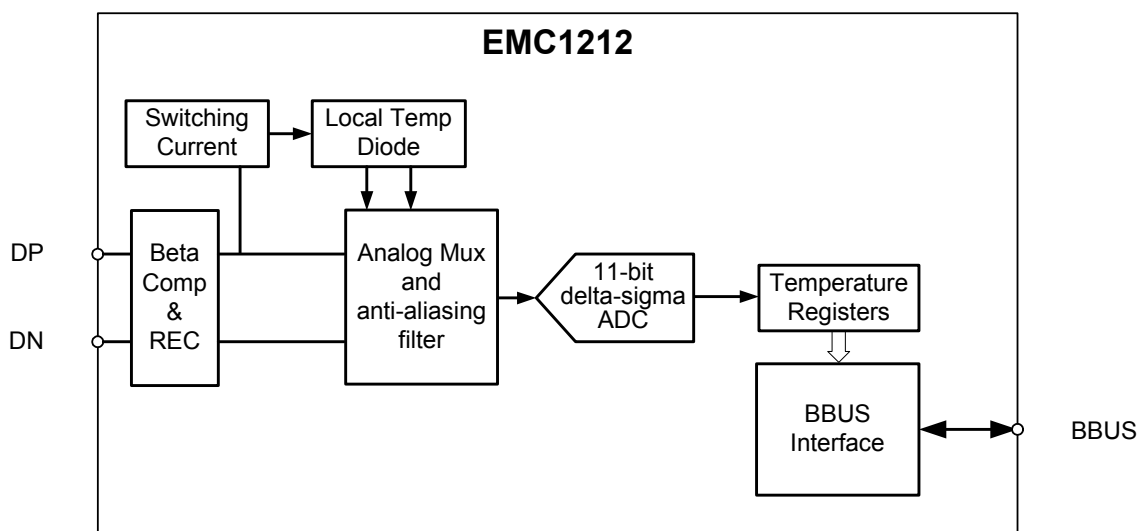 EMC1212
Switching
Current
Local Temp
Diode
DP
DN
Beta
Comp
&
REC
Analog Mux
and
anti-aliasing
filter
11-bit
delta-sigma
ADC
Temperature
Registers
BBUS
Interface
BBUS